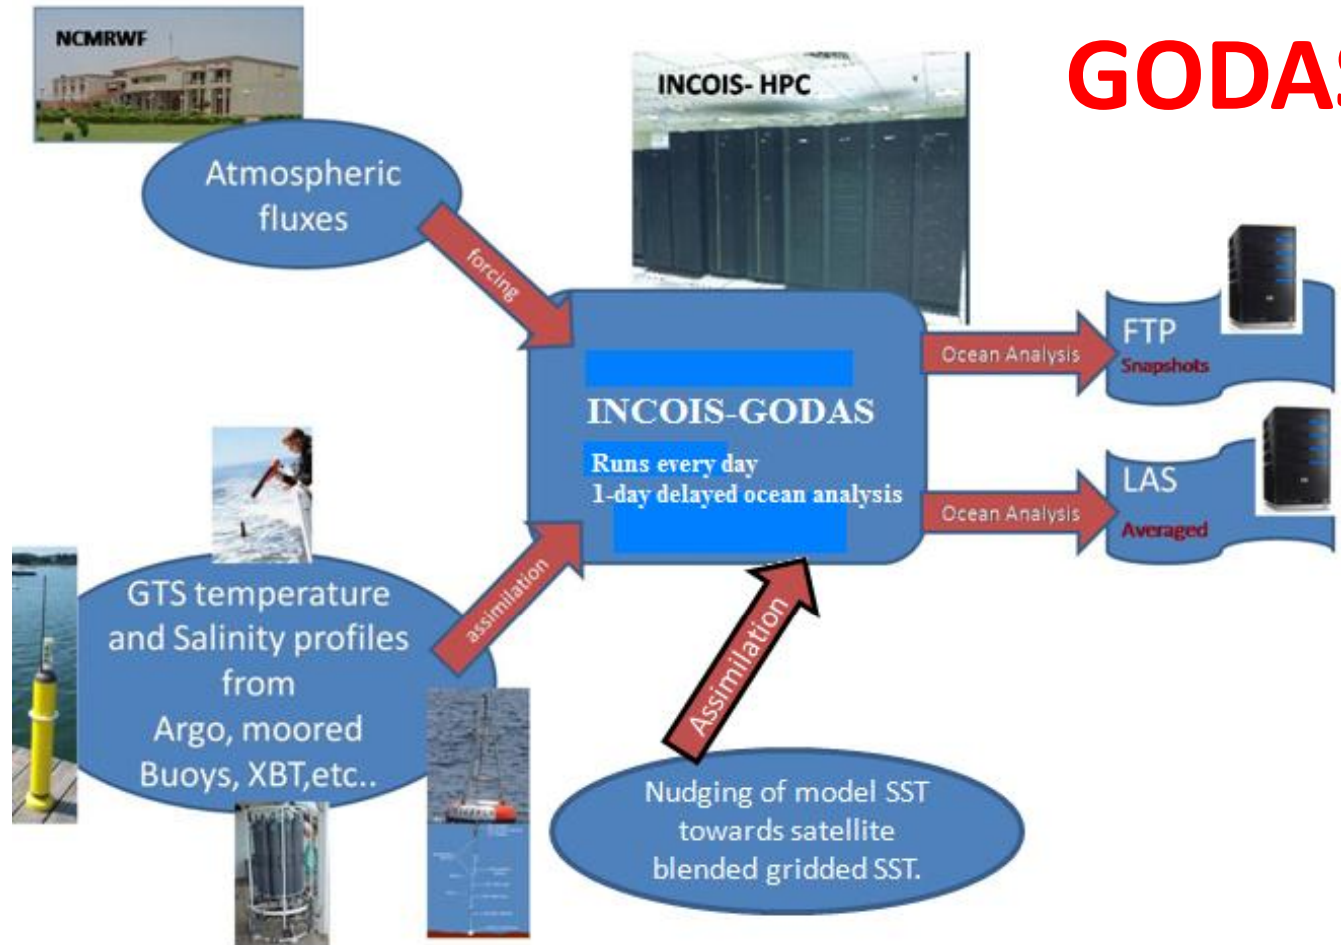 NCMRWF
INCOIS- HPC
GODAS
Atmospheric
fluxes
forcing
INCOIS-GODAS
Runs every day
1-day delayed ocean analysis
Ocean Analysis
FTP
Snapshots
Ocean Analysis
LAS
Averaged
GTS temperature
and Salinity profiles
from
Argo, moored
Buoys, XBT,etc..
assimilation
Assimilation
Nudging of model SST
towards satellite
blended gridded SST.